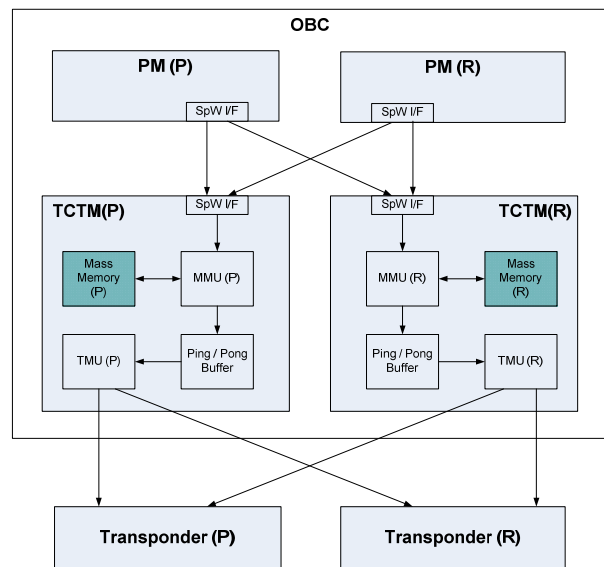 OBC
PM (P)
PM (R)
SpW I/F
SpW I/F
TCTM(P)
SpW I/F
SpW I/F
TCTM(R)
Mass
Memory
(P)
MMU (P)
MMU (R)
Mass
Memory
(R)
TMU (P)
Ping / Pong
Buffer
Ping / Pong
Buffer
TMU (R)
Transponder (P)
Transponder (R)